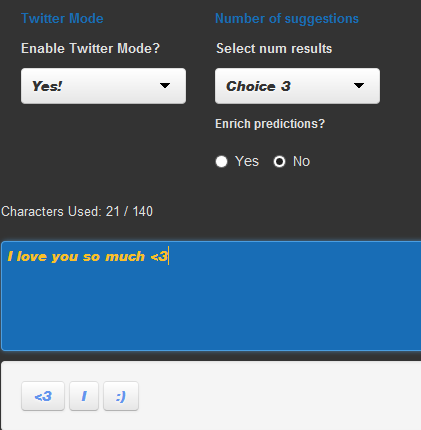 Twitter Mode
Number of suggestions
Enable Twitter Mode?
Select num results
Yes!
Choice 3
Enrich predictions?
Yes
No
Characters Used: 21 / 140
I love you so much <3
<3
I
:)